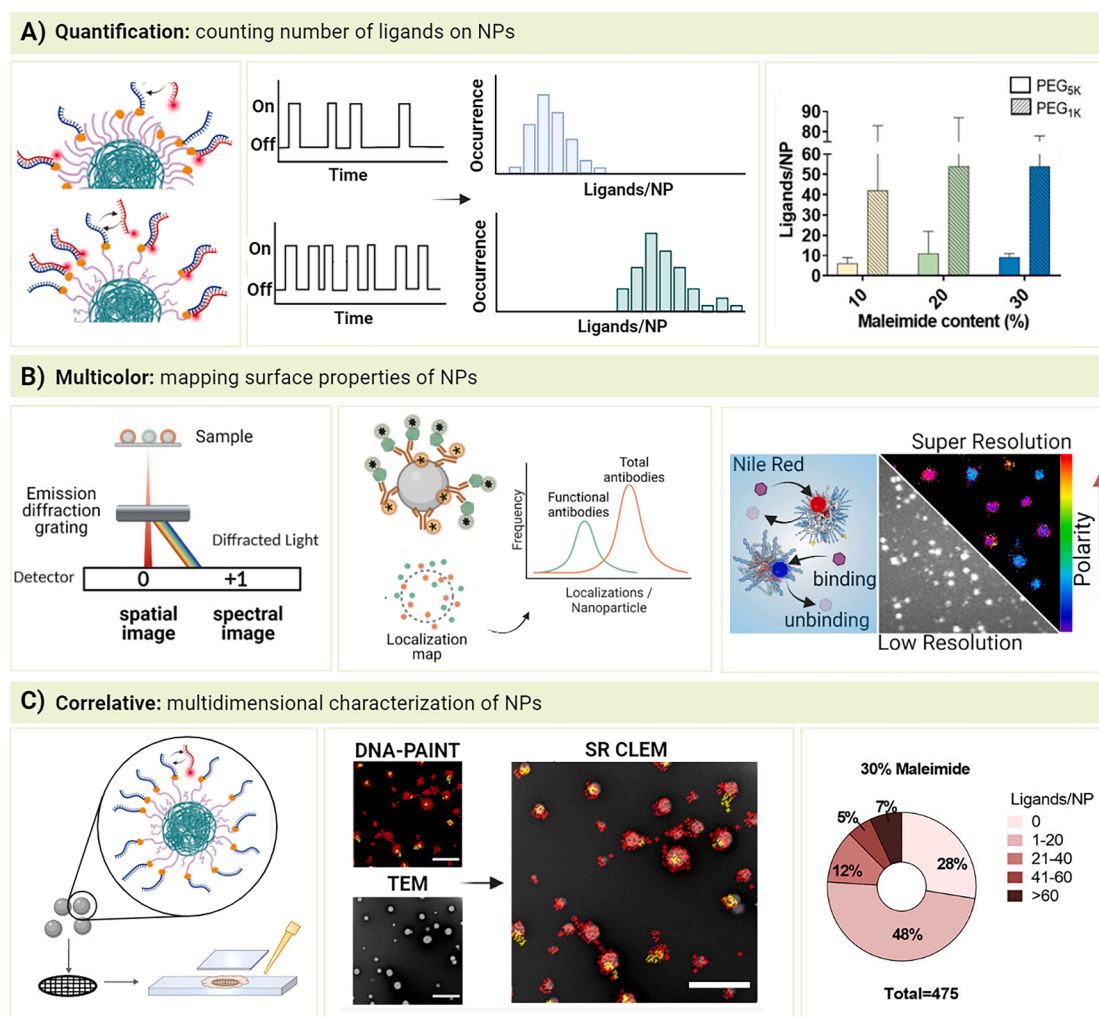 A) Quantification: counting number of ligands on NPs
On
Off
Time
Occurrence
Ligands/NP
On
Off
Time
Occurrence
Ligands/NP
PEG5K
PEG1K
Ligands/NP
90
80
70
60
50
40
30
20
10
0
10
20
30
Maleimide content (%)
B) Multicolor: mapping surface properties of NPs
Sample
Emission
diffraction
grating
Diffracted Light
Detector
0
+1
spatial
image
spectral
image
Localization
map
Frequency
Functional
antibodies
Total
antibodies
Localizations /
Nanoparticle
Nile Red
binding
unbinding
Super Resolution
Low Resolution
Polarity
C) Correlative: multidimensional characterization of NPs
DNA-PAINT
TEM
SR CLEM
30% Maleimide
7%
5%
12%
28%
48%
Total=475
Ligands/NP
0
1-20
21-40
41-60
>60